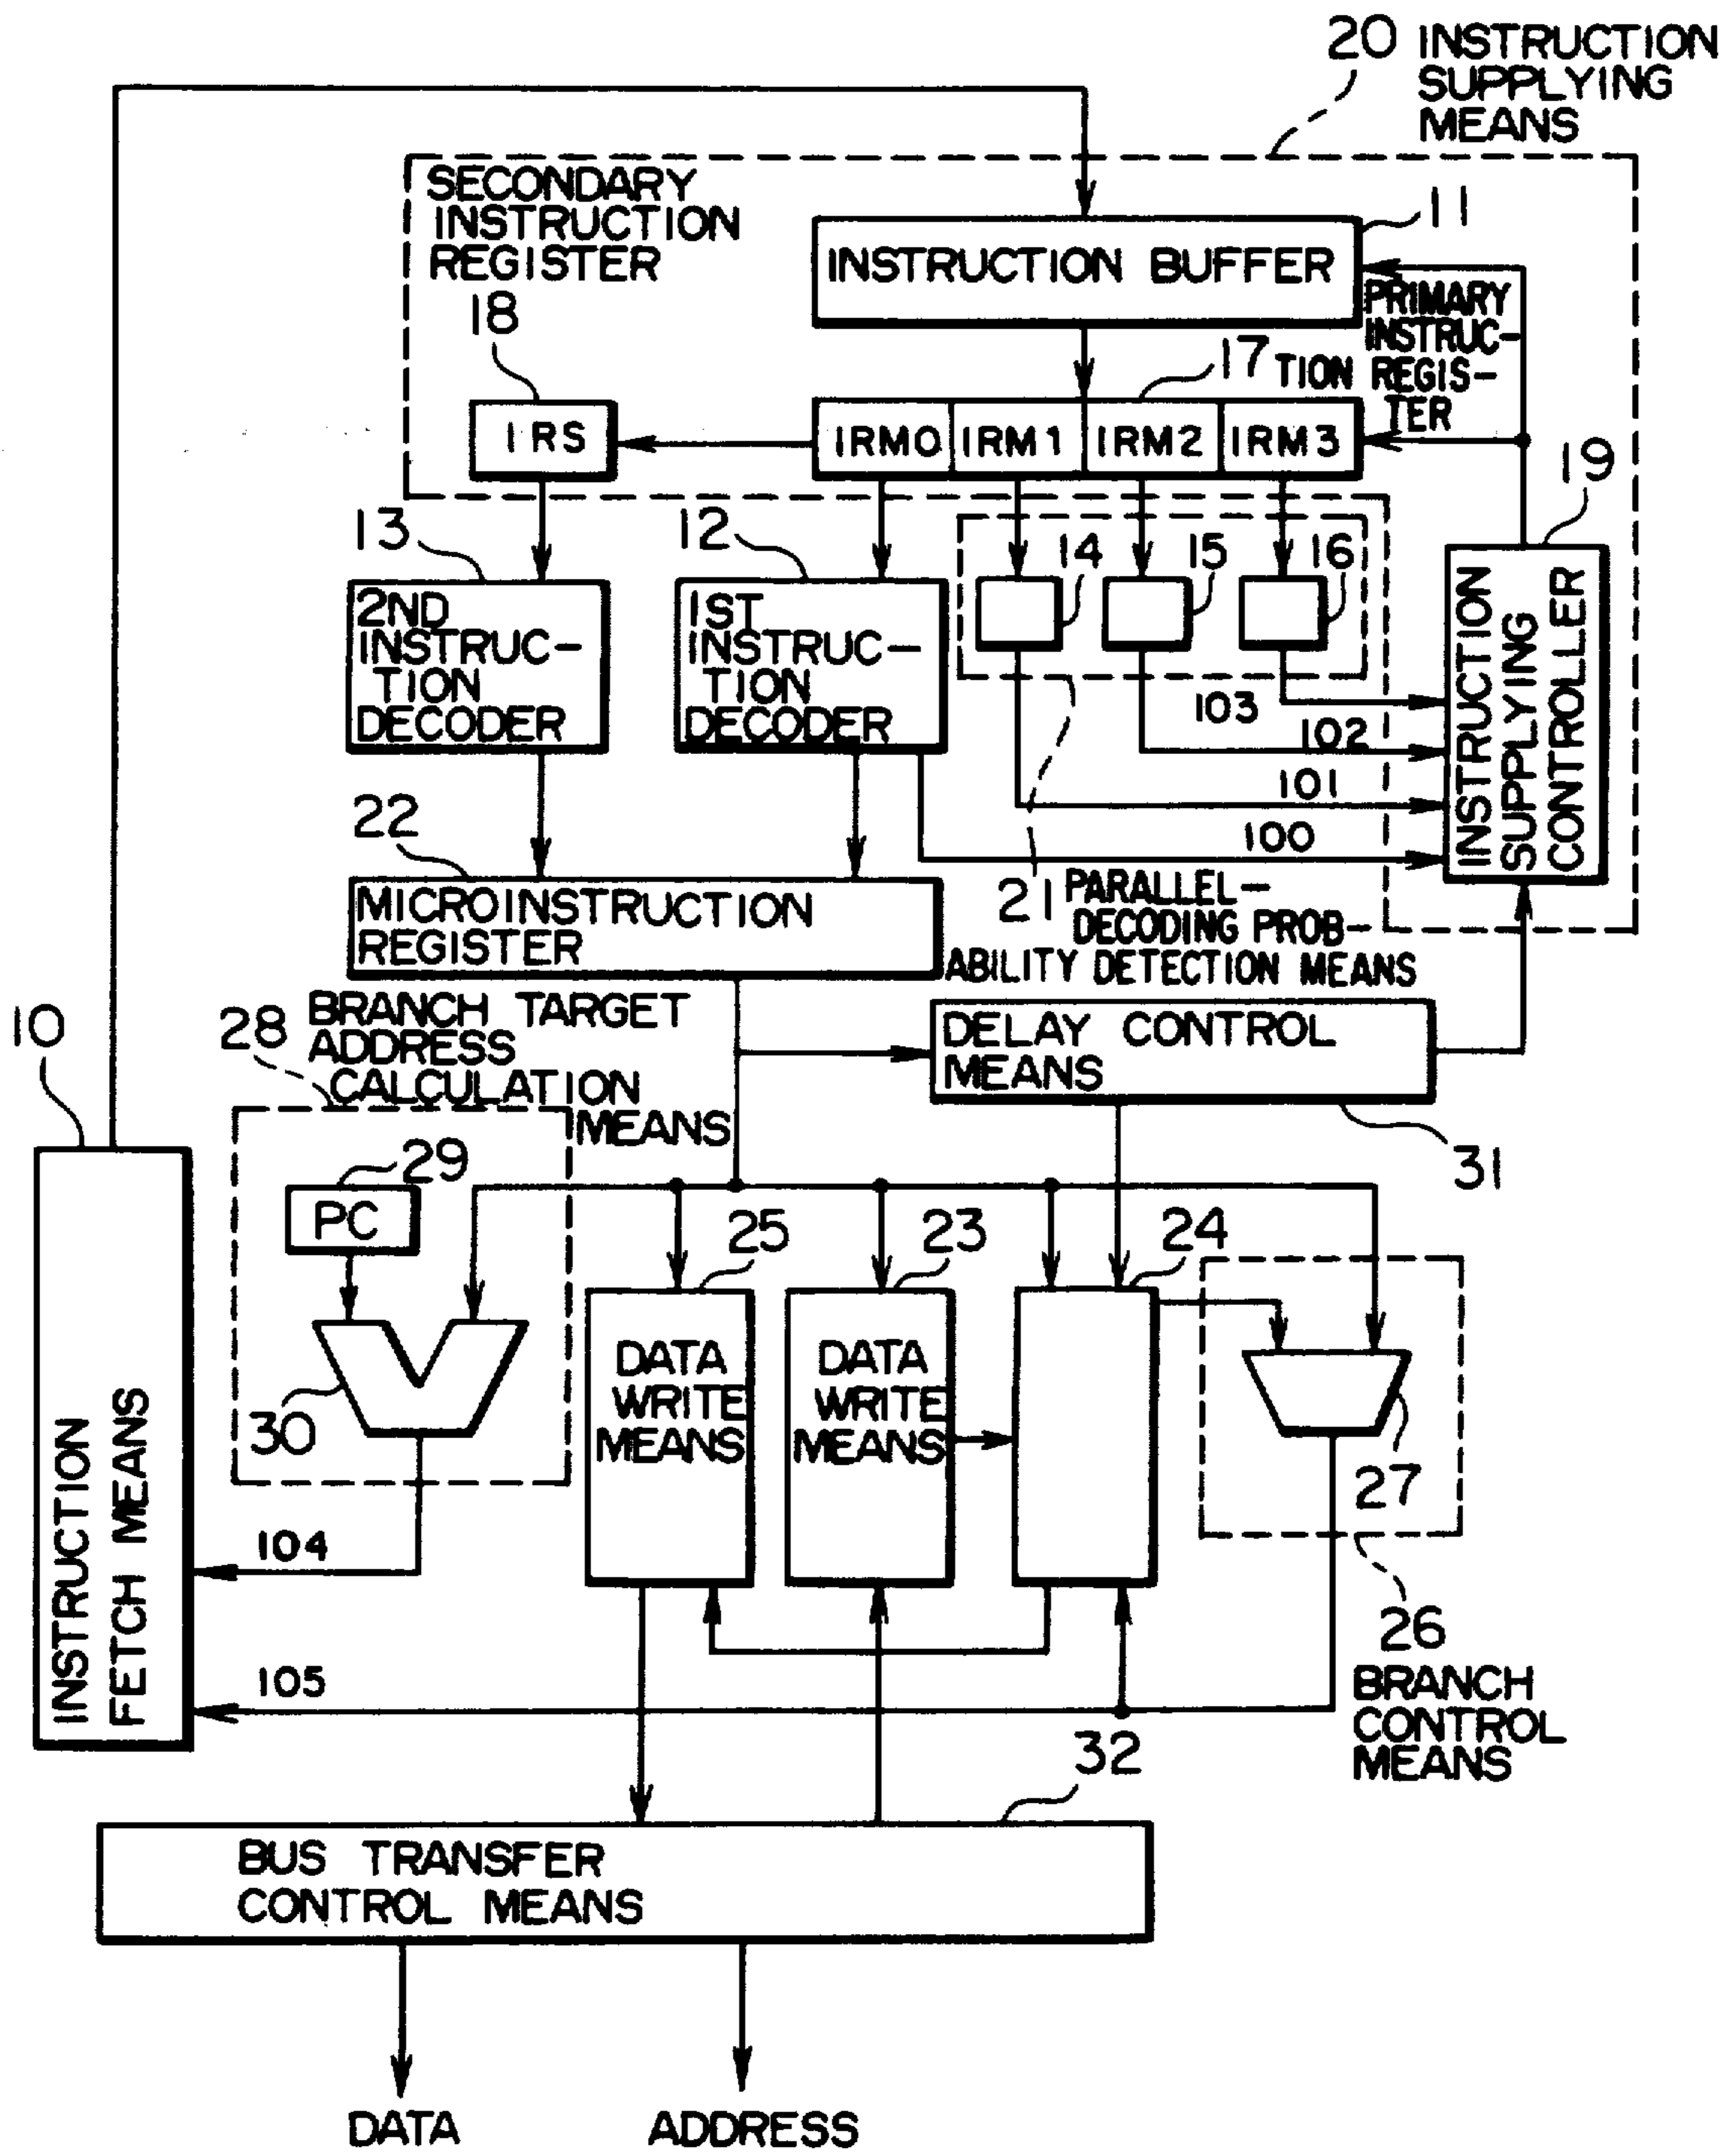 20 INSTRUCTION
SUPPLYING
MEANS
SECONDARY
INSTRUCTION
REGISTER
11
INSTRUCTION BUFFER
PRIMARY
INSTRUC-
TION REGIS-
TER
18
17
IRS
IRM0 IRM1 IRM2 IRM3
19
13
12
14
15
16
2ND
INSTRUC-
TION
DECODER
1ST
INSTRUC-
TION
DECODER
INSTRUCTION
SUPPLYING
CONTROLLER
103
102
101
100
22
21 PARALLEL-
DECODING PROB-
ABILITY DETECTION MEANS
MICROINSTRUCTION
REGISTER
10
28 BRANCH TARGET
ADDRESS
CALCULATION
MEANS
DELAY CONTROL
MEANS
31
29
PC
25
23
24
30
DATA
WRITE
MEANS
DATA
WRITE
MEANS
27
INSTRUCTION
FETCH MEANS
104
26
BRANCH
CONTROL
MEANS
105
32
BUS TRANSFER
CONTROL MEANS
DATA
ADDRESS